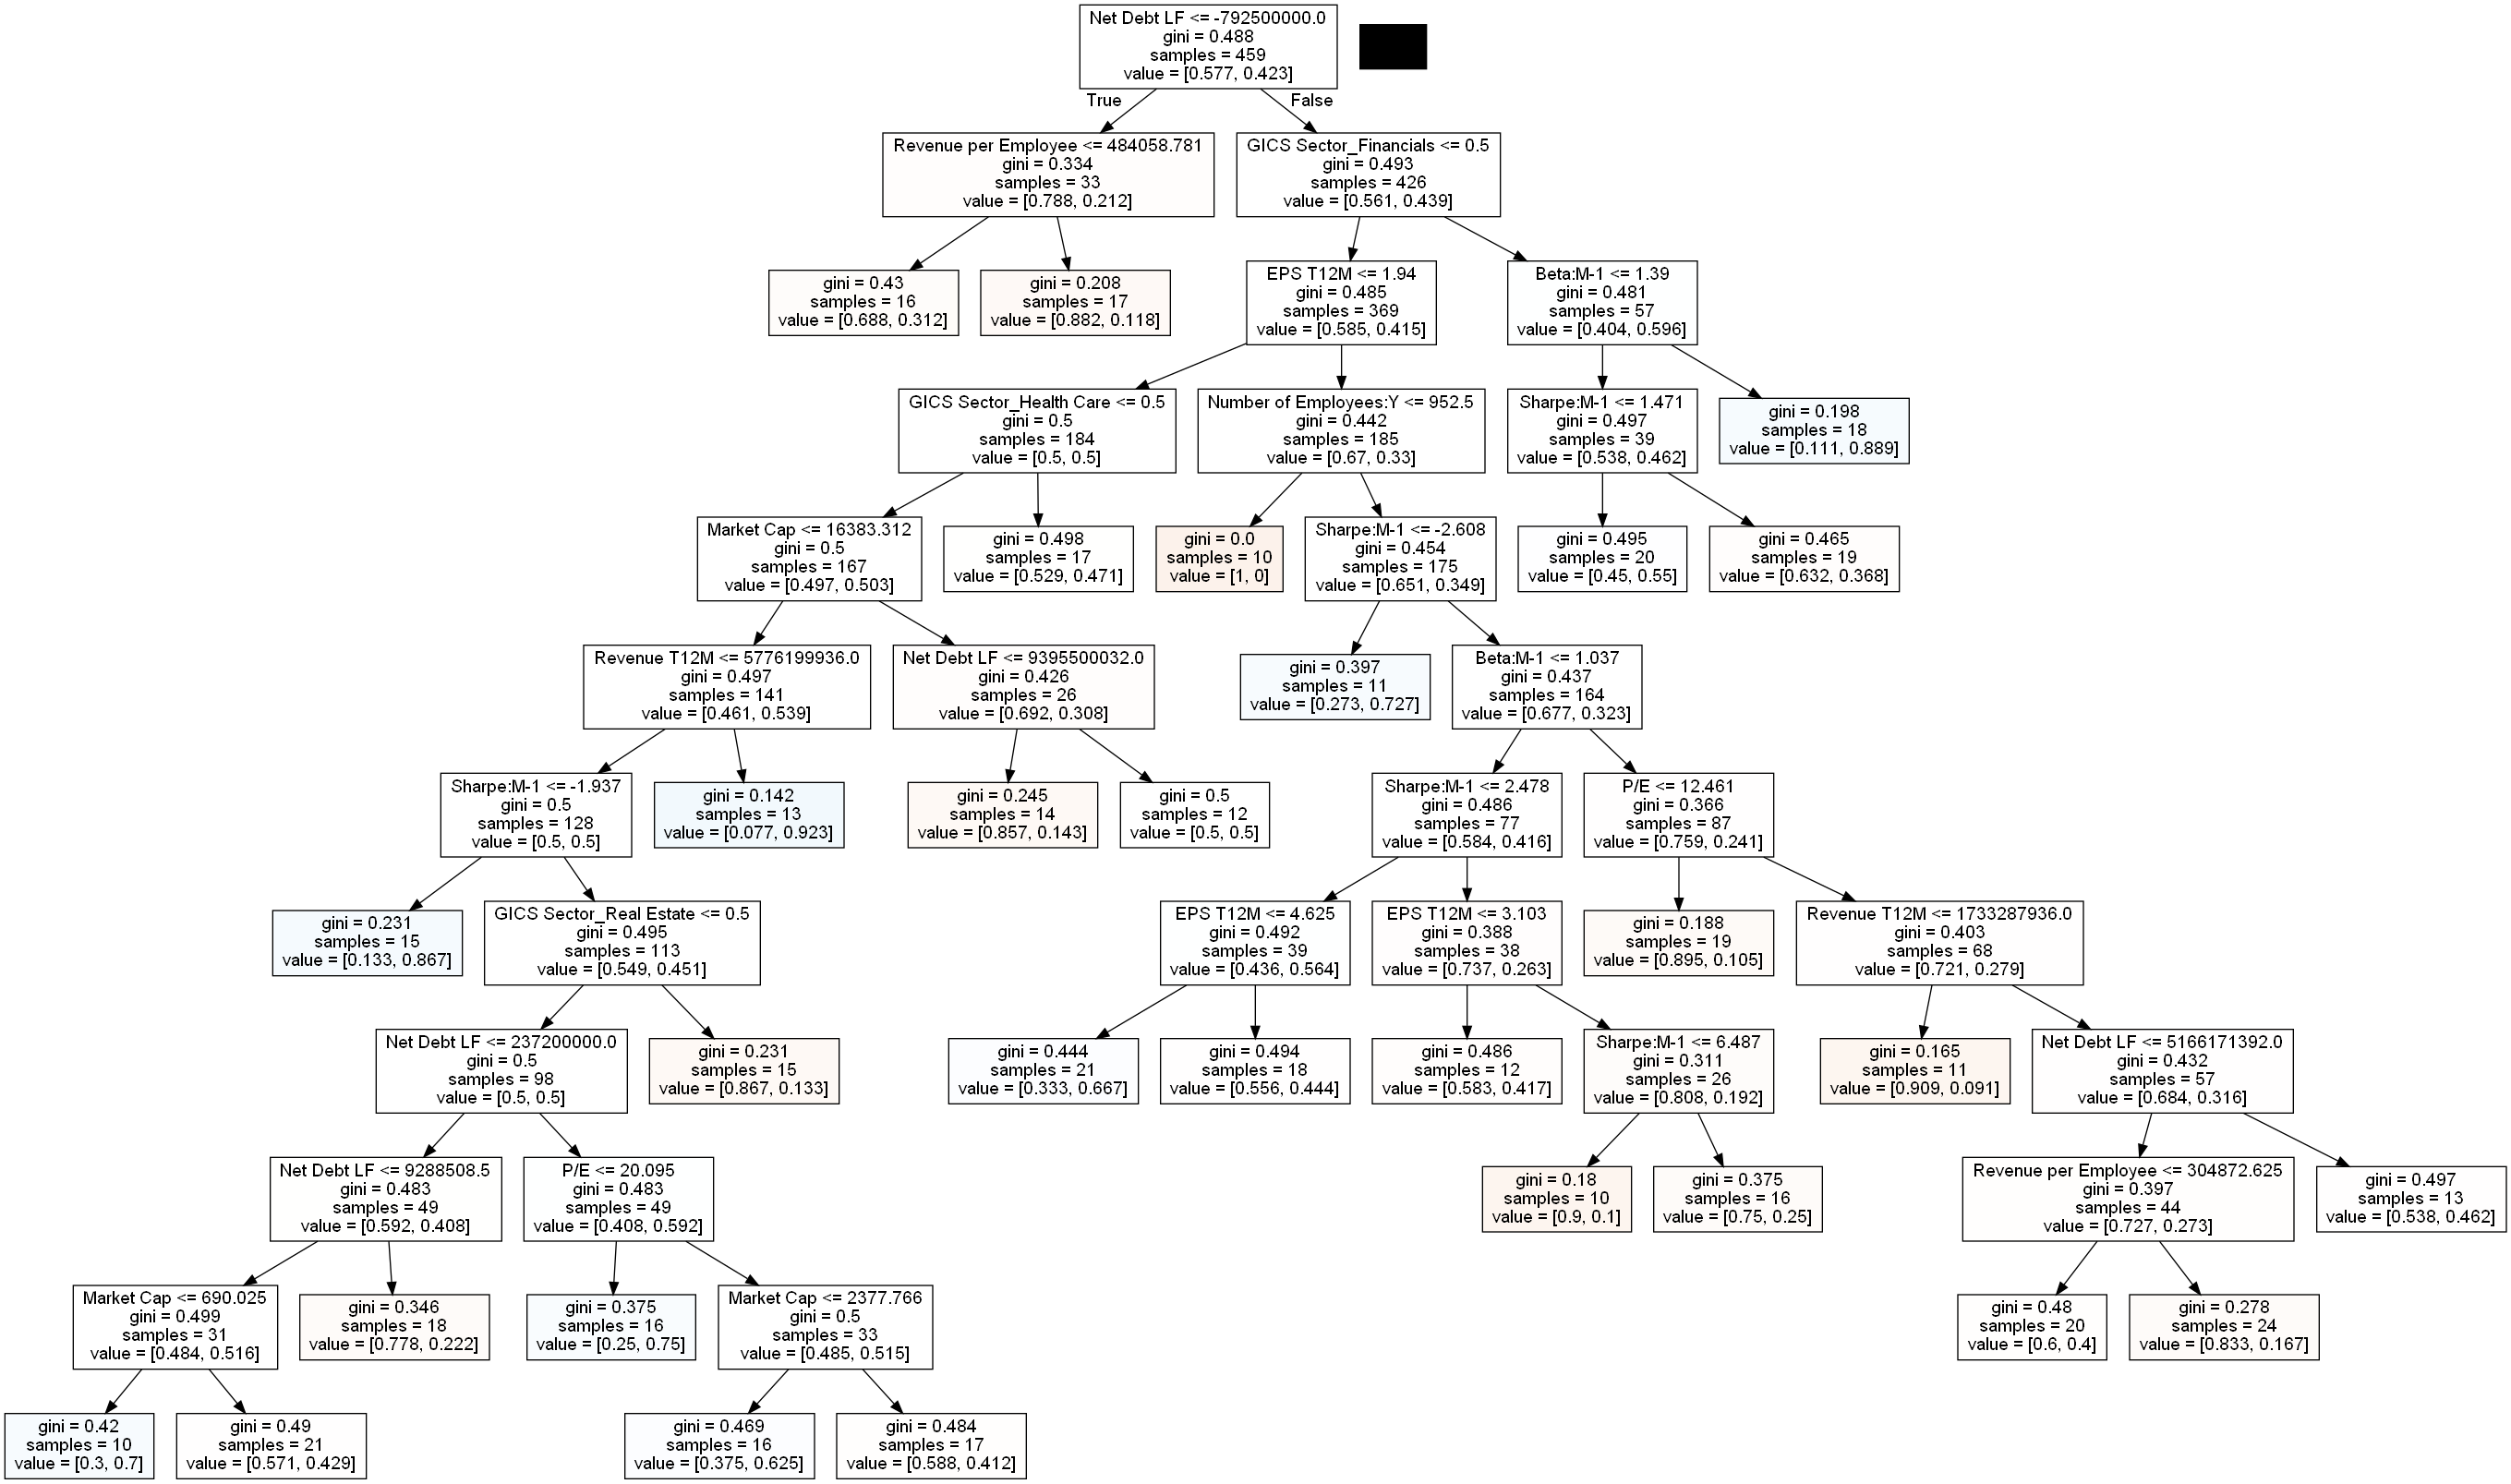 Net Debt LF <= -792500000.0
gini = 0.488
samples = 459
value = [0.577, 0.423]
True
False
Revenue per Employee <= 484058.781
gini = 0.334
samples = 33
value = [0.788, 0.212]
GICS Sector_Financials <= 0.5
gini = 0.493
samples = 426
value = [0.561, 0.439]
gini = 0.43
samples = 16
value = [0.688, 0.312]
gini = 0.208
samples = 17
value = [0.882, 0.118]
EPS T12M <= 1.94
gini = 0.485
samples = 369
value = [0.585, 0.415]
Beta:M-1 <= 1.39
gini = 0.481
samples = 57
value = [0.404, 0.596]
GICS Sector_Health Care <= 0.5
gini = 0.5
samples = 184
value = [0.5, 0.5]
Number of Employees:Y <= 952.5
gini = 0.442
samples = 185
value = [0.67, 0.33]
Sharpe:M-1 <= 1.471
gini = 0.497
samples = 39
value = [0.538, 0.462]
gini = 0.198
samples = 18
value = [0.111, 0.889]
Market Cap <= 16383.312
gini = 0.5
samples = 167
value = [0.497, 0.503]
gini = 0.498
samples = 17
value = [0.529, 0.471]
gini = 0.0
samples = 10
value = [1, 0]
Sharpe:M-1 <= -2.608
gini = 0.454
samples = 175
value = [0.651, 0.349]
gini = 0.495
samples = 20
value = [0.45, 0.55]
gini = 0.465
samples = 19
value = [0.632, 0.368]
Revenue T12M <= 5776199936.0
gini = 0.497
samples = 141
value = [0.461, 0.539]
Net Debt LF <= 9395500032.0
gini = 0.426
samples = 26
value = [0.692, 0.308]
gini = 0.397
samples = 11
value = [0.273, 0.727]
Beta:M-1 <= 1.037
gini = 0.437
samples = 164
value = [0.677, 0.323]
Sharpe:M-1 <= -1.937
gini = 0.5
samples = 128
value = [0.5, 0.5]
gini = 0.142
samples = 13
value = [0.077, 0.923]
gini = 0.245
samples = 14
value = [0.857, 0.143]
gini = 0.5
samples = 12
value = [0.5, 0.5]
Sharpe:M-1 <= 2.478
gini = 0.486
samples = 77
value = [0.584, 0.416]
P/E <= 12.461
gini = 0.366
samples = 87
value = [0.759, 0.241]
gini = 0.231
samples = 15
value = [0.133, 0.867]
GICS Sector_Real Estate <= 0.5
gini = 0.495
samples = 113
value = [0.549, 0.451]
EPS T12M <= 4.625
gini = 0.492
samples = 39
value = [0.436, 0.564]
EPS T12M <= 3.103
gini = 0.388
samples = 38
value = [0.737, 0.263]
gini = 0.188
samples = 19
value = [0.895, 0.105]
Revenue T12M <= 1733287936.0
gini = 0.403
samples = 68
value = [0.721, 0.279]
Net Debt LF <= 237200000.0
gini = 0.5
samples = 98
value = [0.5, 0.5]
gini = 0.231
samples = 15
value = [0.867, 0.133]
gini = 0.444
samples = 21
value = [0.333, 0.667]
gini = 0.494
samples = 18
value = [0.556, 0.444]
gini = 0.486
samples = 12
value = [0.583, 0.417]
Sharpe:M-1 <= 6.487
gini = 0.311
samples = 26
value = [0.808, 0.192]
gini = 0.165
samples = 11
value = [0.909, 0.091]
Net Debt LF <= 5166171392.0
gini = 0.432
samples = 57
value = [0.684, 0.316]
Net Debt LF <= 9288508.5
gini = 0.483
samples = 49
value = [0.592, 0.408]
P/E <= 20.095
gini = 0.483
samples = 49
value = [0.408, 0.592]
gini = 0.18
samples = 10
value = [0.9, 0.1]
gini = 0.375
samples = 16
value = [0.75, 0.25]
Revenue per Employee <= 304872.625
gini = 0.397
samples = 44
value = [0.727, 0.273]
gini = 0.497
samples = 13
value = [0.538, 0.462]
Market Cap <= 690.025
gini = 0.499
samples = 31
value = [0.484, 0.516]
gini = 0.346
samples = 18
value = [0.778, 0.222]
gini = 0.375
samples = 16
value = [0.25, 0.75]
Market Cap <= 2377.766
gini = 0.5
samples = 33
value = [0.485, 0.515]
gini = 0.48
samples = 20
value = [0.6, 0.4]
gini = 0.278
samples = 24
value = [0.833, 0.167]
gini = 0.42
samples = 10
value = [0.3, 0.7]
gini = 0.49
samples = 21
value = [0.571, 0.429]
gini = 0.469
samples = 16
value = [0.375, 0.625]
gini = 0.484
samples = 17
value = [0.588, 0.412]